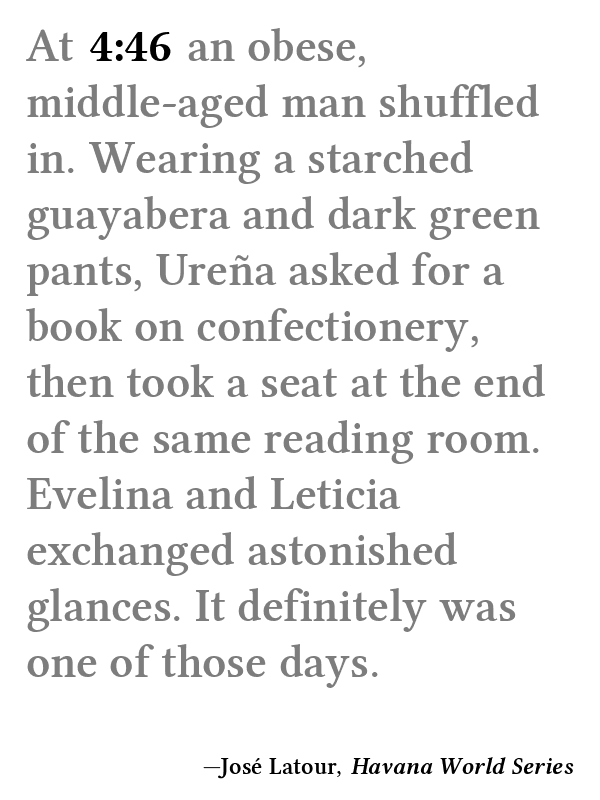 At 4:46 an obese,
middle-aged man shuffled
in. Wearing a starched
guayabera and dark green
pants, Ureña asked for a
book on confectionery,
then took a seat at the end
of the same reading room.
Evelina and Leticia
exchanged astonished
glances. It definitely was
one of those days.
—José Latour, Havana World Series